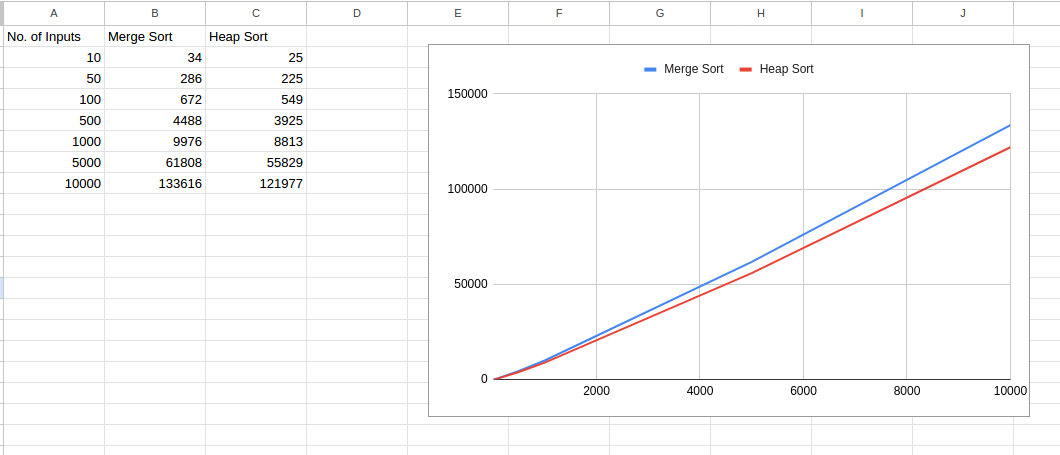 A B C D E F G H I J
No. of Inputs Merge Sort Heap Sort
10 34 25
50 286 225
100 672 549
500 4488 3925
1000 9976 8813
5000 61808 55829
10000 133616 121977
Merge Sort Heap Sort
150000
100000
50000
0
2000 4000 6000 8000 10000